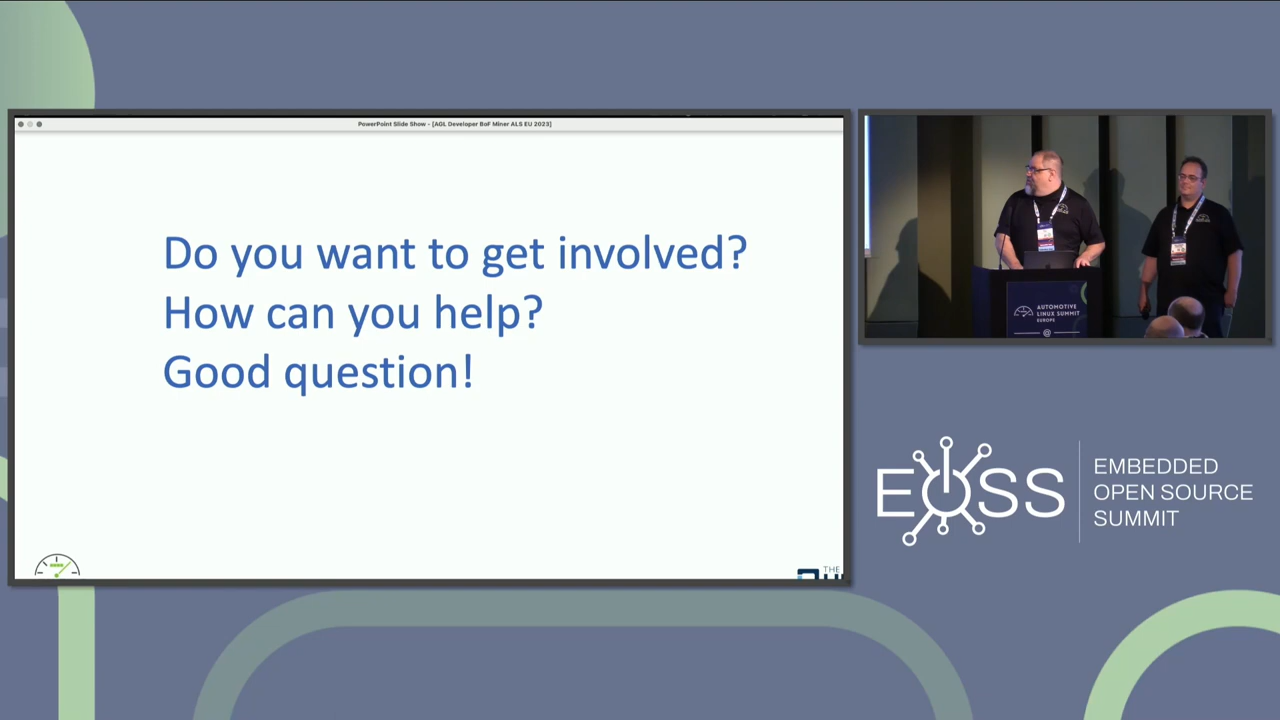 PowerPoint Slide Show - [AGL Developer BoF Miner ALS EU 2023]
Do you want to get involved?
How can you help?
Good question!
THE
AUTOMOTIVE
LINUX SUMMIT
EUROPE
EOSS
EMBEDDED
OPEN SOURCE
SUMMIT